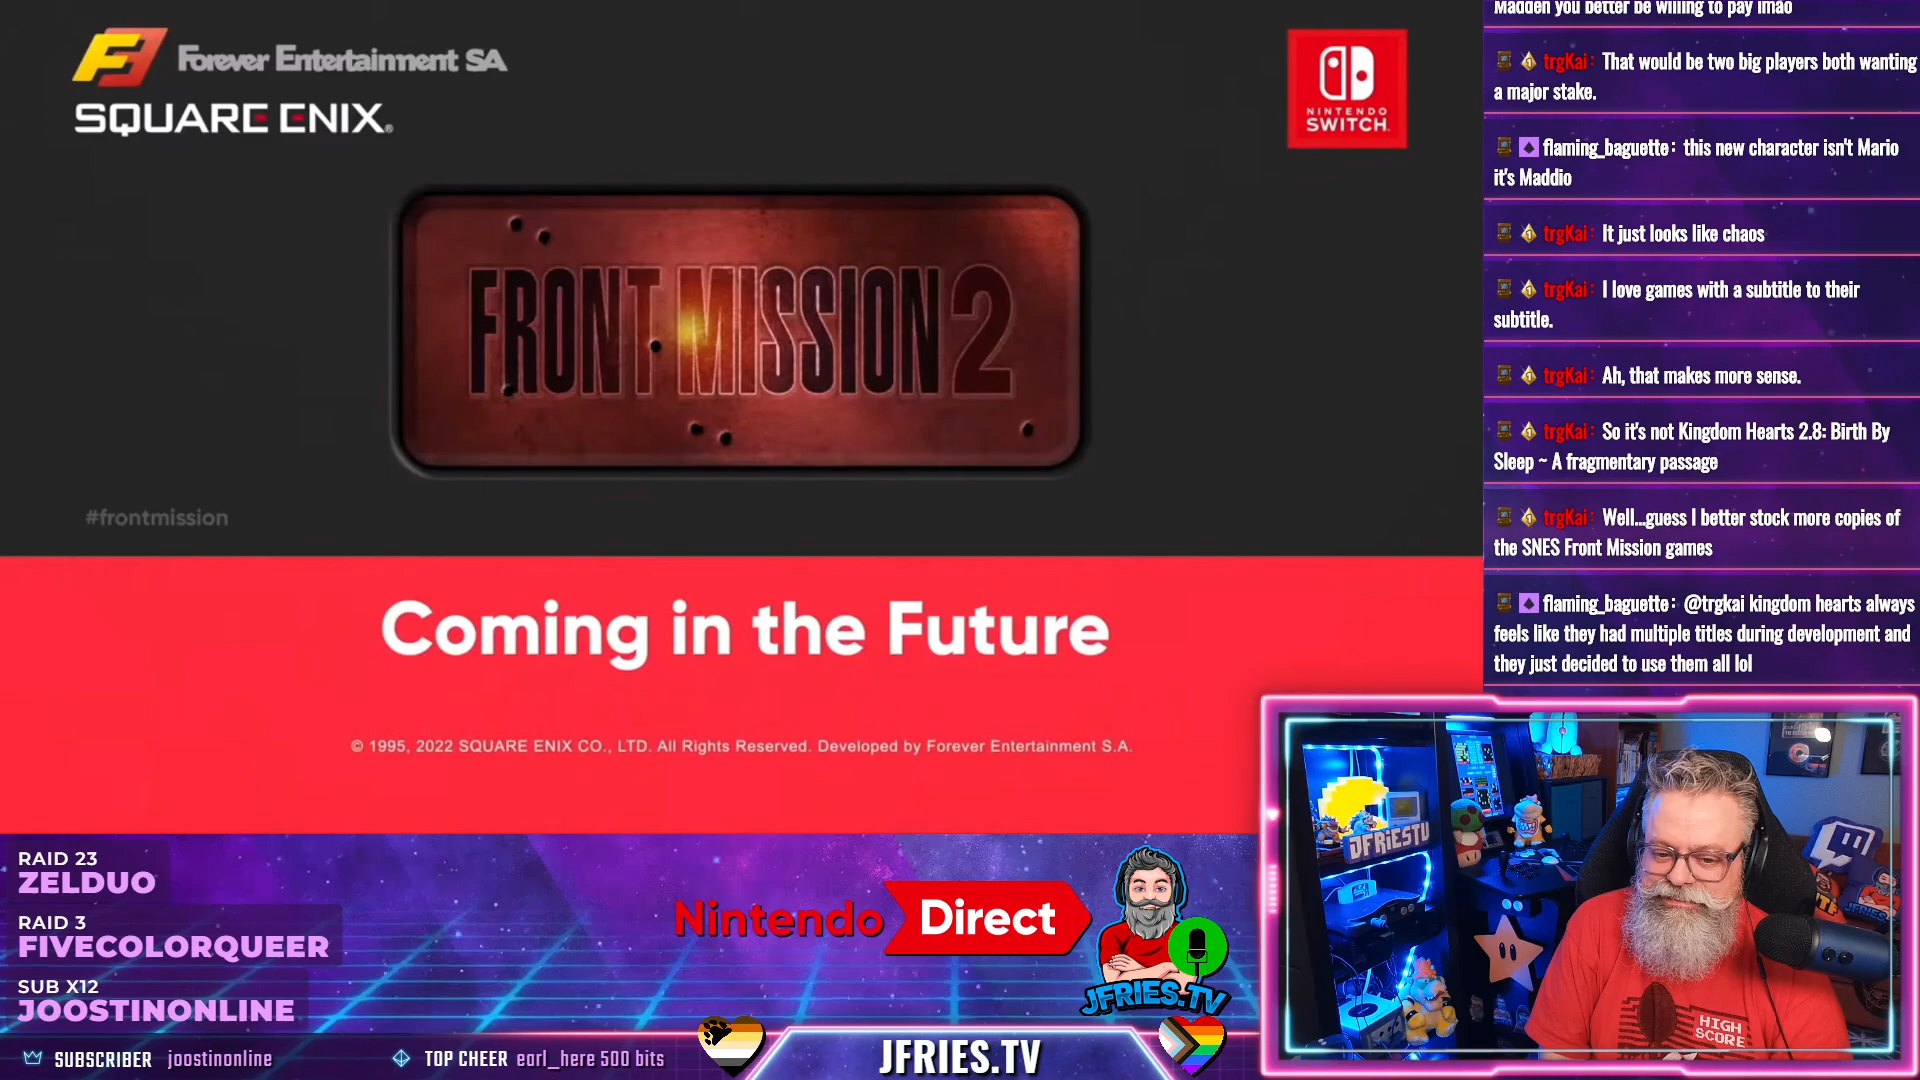 Forever Entertainment SA
SQUARE ENIX®
NINTENDO
SWITCH
FRONT MISSION 2
#frontmission
Coming in the Future
© 1995, 2022 SQUARE ENIX CO., LTD. All Rights Reserved. Developed by Forever Entertainment S.A.
Madden you better be willing to pay lmao
trgKai: That would be two big players both wanting
a major stake.
flaming_baguette: this new character isn't Mario
it's Maddio
trgKai: It just looks like chaos
trgKai: I love games with a subtitle to their
subtitle.
trgKai: Ah, that makes more sense.
trgKai: So it's not Kingdom Hearts 2.8: Birth By
Sleep ~ A fragmentary passage
trgKai: Well...guess I better stock more copies of
the SNES Front Mission games
flaming_baguette: @trgkai kingdom hearts always
feels like they had multiple titles during development and
they just decided to use them all lol
RAID 23
ZELDUO
RAID 3
FIVECOLORQUEER
SUB X12
JOOSTINONLINE
Nintendo Direct
JFRIES.TV
JFRIESTV
HIGH
SCORE
SUBSCRIBER joostinonline
TOP CHEER earl_here 500 bits
JFRIES.TV